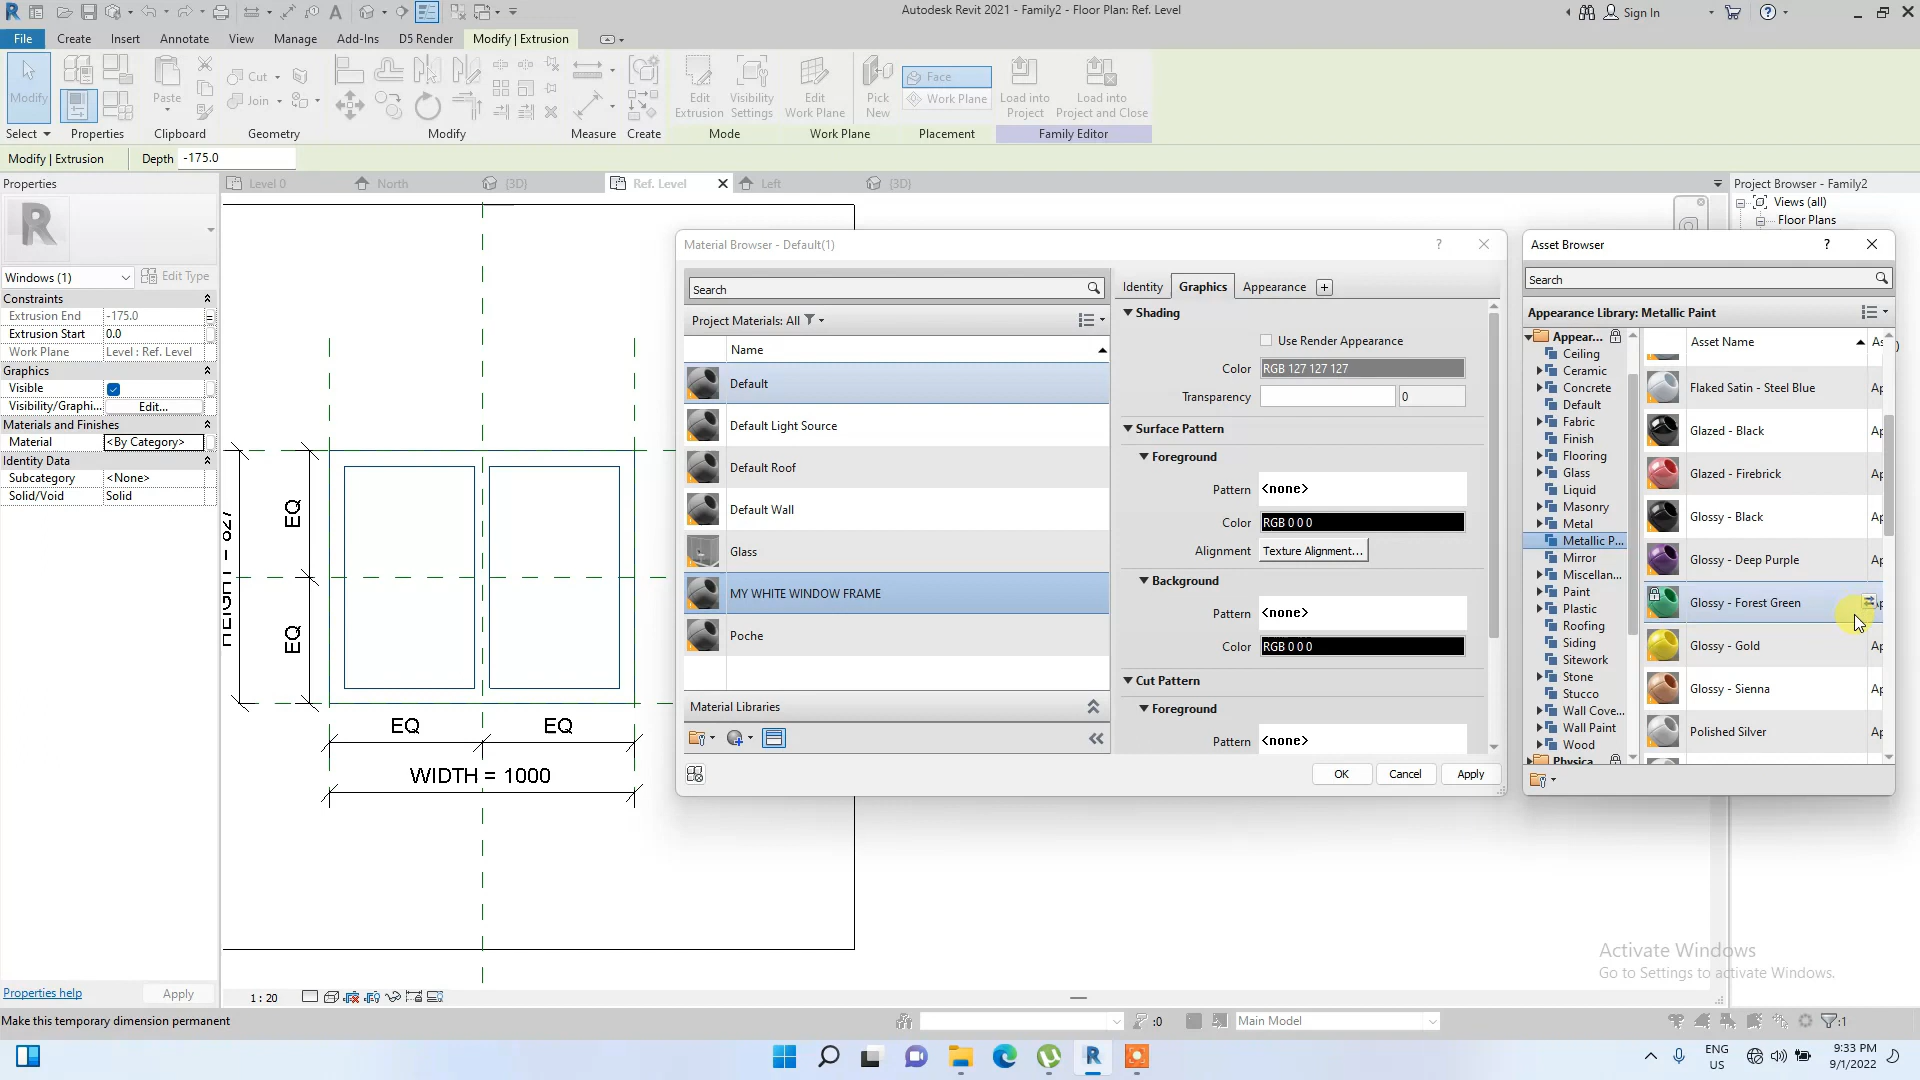 Autodesk Revit 2021 - Family2 - Floor Plan: Ref. Level
Sign In
File Create Insert Annotate View Manage Add-Ins D5 Render Modify | Extrusion
Modify
Paste
Cut
Join
Edit Extrusion
Visibility Settings
Edit Work Plane
Pick New
Face
Work Plane
Load into Project
Load into Project and Close
Select Properties Clipboard Geometry Modify Measure Create Mode Work Plane Placement Family Editor
Modify | Extrusion Depth -175.0
Properties
Level 0 North {3D} Ref. Level Left {3D}
Project Browser - Family2
Views (all)
Floor Plans
Windows (1) Edit Type
Constraints
Extrusion End -175.0
Extrusion Start 0.0
Work Plane Level : Ref. Level
Graphics
Visible
Visibility/Graphi... Edit...
Materials and Finishes
Material <By Category>
Identity Data
Subcategory <None>
Solid/Void Solid
Properties help Apply
EQ
EQ
EQ EQ
WIDTH = 1000
1 : 20
Material Browser - Default(1)
Search
Project Materials: All
Name
Default
Default Light Source
Default Roof
Default Wall
Glass
MY WHITE WINDOW FRAME
Poche
Material Libraries
Identity Graphics Appearance
Shading
Use Render Appearance
Color RGB 127 127 127
Transparency 0
Surface Pattern
Foreground
Pattern <none>
Color RGB 0 0 0
Alignment Texture Alignment...
Background
Pattern <none>
Color RGB 0 0 0
Cut Pattern
Foreground
Pattern <none>
OK Cancel Apply
Asset Browser
Search
Appearance Library: Metallic Paint
Appear...
Ceiling
Ceramic
Concrete
Default
Fabric
Finish
Flooring
Glass
Liquid
Masonry
Metal
Metallic P...
Mirror
Miscellan...
Paint
Plastic
Roofing
Siding
Sitework
Stone
Stucco
Wall Cove...
Wall Paint
Wood
Physica
Asset Name As
Flaked Satin - Steel Blue Ap
Glazed - Black Ap
Glazed - Firebrick Ap
Glossy - Black Ap
Glossy - Deep Purple Ap
Glossy - Forest Green
Glossy - Gold Ap
Glossy - Sienna Ap
Polished Silver Ap
Activate Windows
Go to Settings to activate Windows.
Make this temporary dimension permanent
:0
Main Model
:1
ENG
US
9:33 PM
9/1/2022